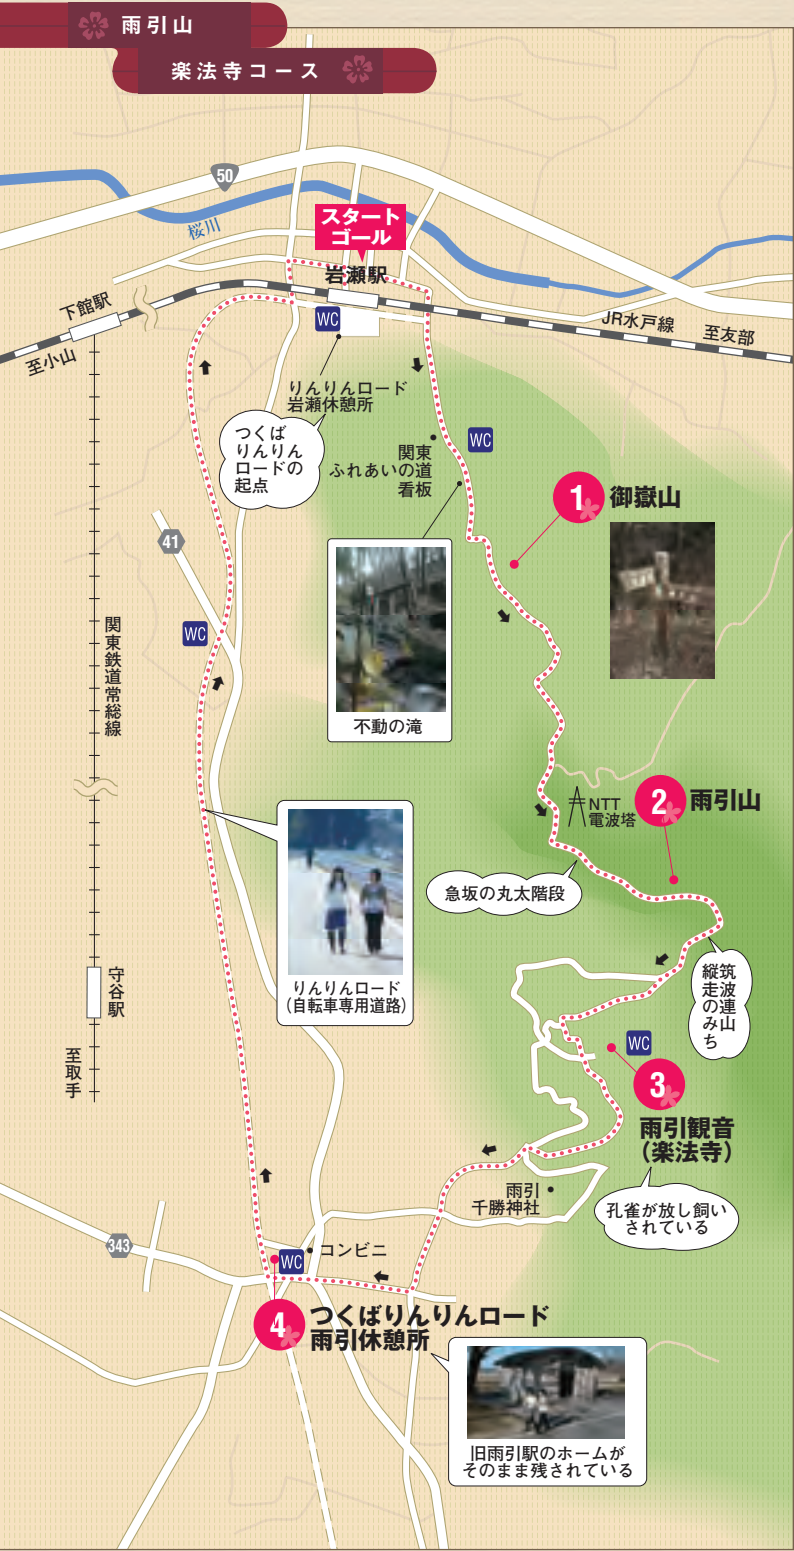 雨引山
楽法寺コース
50
桜川
スタート
ゴール
岩瀬駅
下館駅
至小山
WC
JR水戸線
至友部
りんりんロード
岩瀬休憩所
つくば
りんりん
ロードの
起点
関東
ふれあいの道
看板
WC
1
御嶽山
41
不動の滝
WC
関東鉄道常総線
NTT
電波塔
2
雨引山
急坂の丸太階段
りんりんロード
(自転車専用道路)
筑波連山
縦走のみち
守谷駅
至取手
WC
3
雨引観音
(楽法寺)
雨引
千勝神社
孔雀が放し飼い
されている
343
WC
コンビニ
4
つくばりんりんロード
雨引休憩所
旧雨引駅のホームが
そのまま残されている